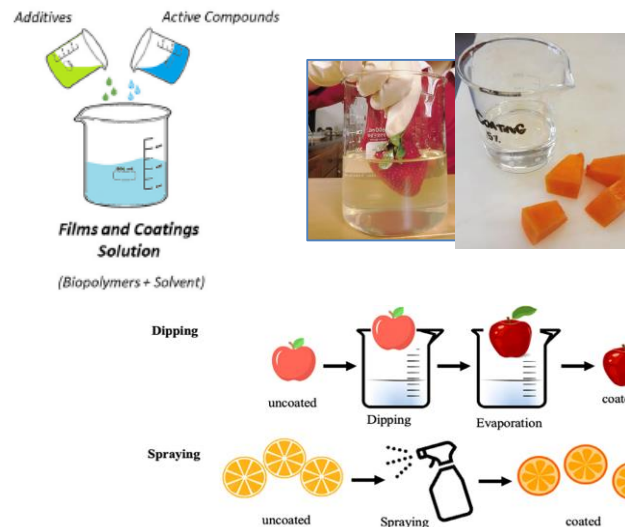 Additives
Active Compounds
Films and Coatings
Solution
(Biopolymers + Solvent)
COATING
Dipping
uncoated
Dipping
Evaporation
Spraying
uncoated
Spraying
coated